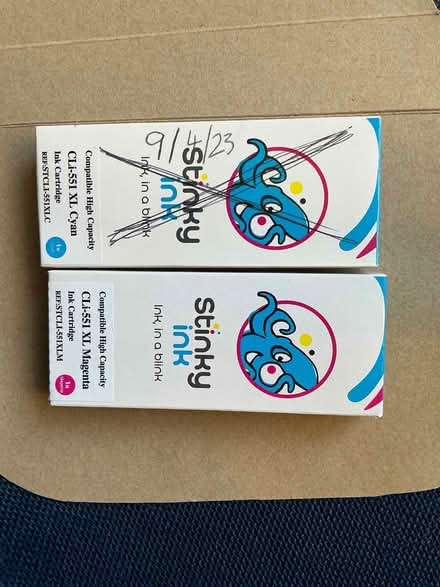 9/4/23
Stinky
ink
Ink, in a blink
Compatible High Capacity
CLi-551 XL Cyan
Ink Cartridge
REF:STCLI-551XLC
Stinky
ink
Ink, in a blink
Compatible High Capacity
CLi-551 XL Magenta
Ink Cartridge
REF:STCLI-551XLM